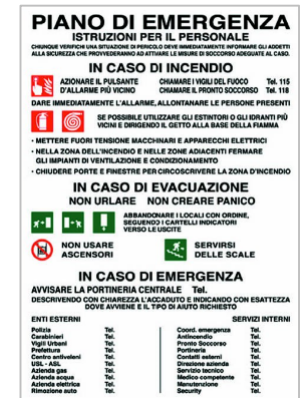 PIANO DI EMERGENZA
ISTRUZIONI PER IL PERSONALE
CHIUNQUE VERIFICHI UNA SITUAZIONE DI PERICOLO DEVE IMMEDIATAMENTE INFORMARE GLI ADDETTI
ALLA SICUREZZA CHE PROVVEDERANNO AD ATTIVARE LE MISURE DI SOCCORSO ADEGUATE AL CASO.
IN CASO DI INCENDIO
AZIONARE IL PULSANTE CHIAMARE I VIGILI DEL FUOCO Tel. 115
D'ALLARME PIÙ VICINO CHIAMARE IL PRONTO SOCCORSO Tel. 118
DARE IMMEDIATAMENTE L'ALLARME, ALLONTANARE LE PERSONE PRESENTI
SE POSSIBILE UTILIZZARE GLI ESTINTORI O GLI IDRANTI PIÙ
VICINI E DIRIGENDO IL GETTO ALLA BASE DELLA FIAMMA
• METTERE FUORI TENSIONE MACCHINARI E APPARECCHI ELETTRICI
• NELLA ZONA DELL'INCENDIO E NELLE ZONE ADIACENTI FERMARE
GLI IMPIANTI DI VENTILAZIONE E CONDIZIONAMENTO
• CHIUDERE PORTE E FINESTRE PER CIRCOSCRIVERE LA ZONA D'INCENDIO
IN CASO DI EVACUAZIONE
NON URLARE NON CREARE PANICO
ABBANDONARE I LOCALI CON ORDINE,
SEGUENDO I CARTELLI INDICATORI
VERSO LE USCITE
NON USARE ASCENSORI
SERVIRSI DELLE SCALE
IN CASO DI EMERGENZA
AVVISARE LA PORTINERIA CENTRALE Tel.
DESCRIVENDO CON CHIAREZZA L'ACCADUTO E INDICANDO CON ESATTEZZA
DOVE AVVIENE E IL TIPO DI AIUTO RICHIESTO
ENTI ESTERNI SERVIZI INTERNI
Polizia Tel. Coord. emergenza Tel.
Carabinieri Tel. Antincendio Tel.
Vigili Urbani Tel. Pronto Soccorso Tel.
Prefettura Tel. Portineria Tel.
Centro antiveleni Tel. Contatti esterni Tel.
USL - ASL Tel. Direzione azienda Tel.
Azienda gas Tel. Servizio tecnico Tel.
Azienda acqua Tel. Medico competente Tel.
Azienda elettrica Tel. Manutenzione Tel.
Rimozione auto Tel. Security Tel.